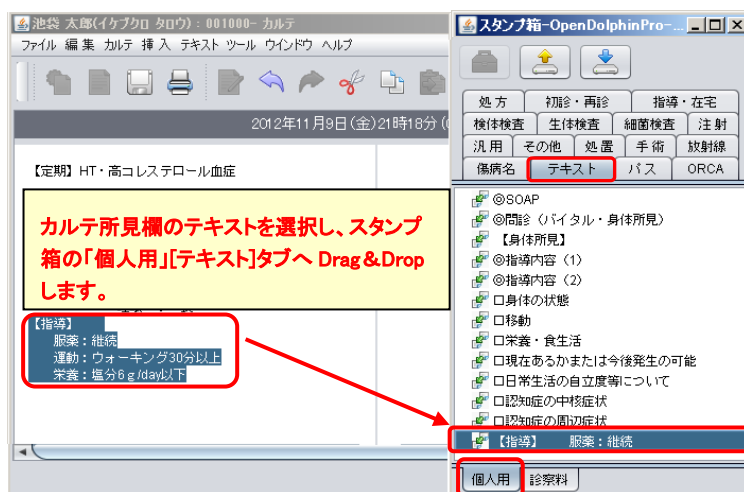 池袋 太郎(イケブクロ タロウ) : 001000- カルテ
ファイル 編集 カルテ 挿入 テキスト ツール ウインドウ ヘルプ
2012年11月9日(金)21時18分(
【定期】HT・高コレステロール血症
カルテ所見欄のテキストを選択し、スタンプ
箱の「個人用」[テキスト]タブへ Drag&Drop
します。
【指導】
服薬：継続
運動：ウォーキング30分以上
栄養：塩分6g/day以下
スタンプ箱-OpenDolphinPro-...
処方 初診・再診 指導・在宅
検体検査 生体検査 細菌検査 注射
汎用 その他 処置 手術 放射線
傷病名 テキスト パス ORCA
◎SOAP
◎問診（バイタル・身体所見）
【身体所見】
◎指導内容（1）
◎指導内容（2）
□身体の状態
□移動
□栄養・食生活
□現在あるかまたは今後発生の可能
□日常生活の自立度等について
□認知症の中核症状
□認知症の周辺症状
【指導】 服薬：継続
個人用 診察料